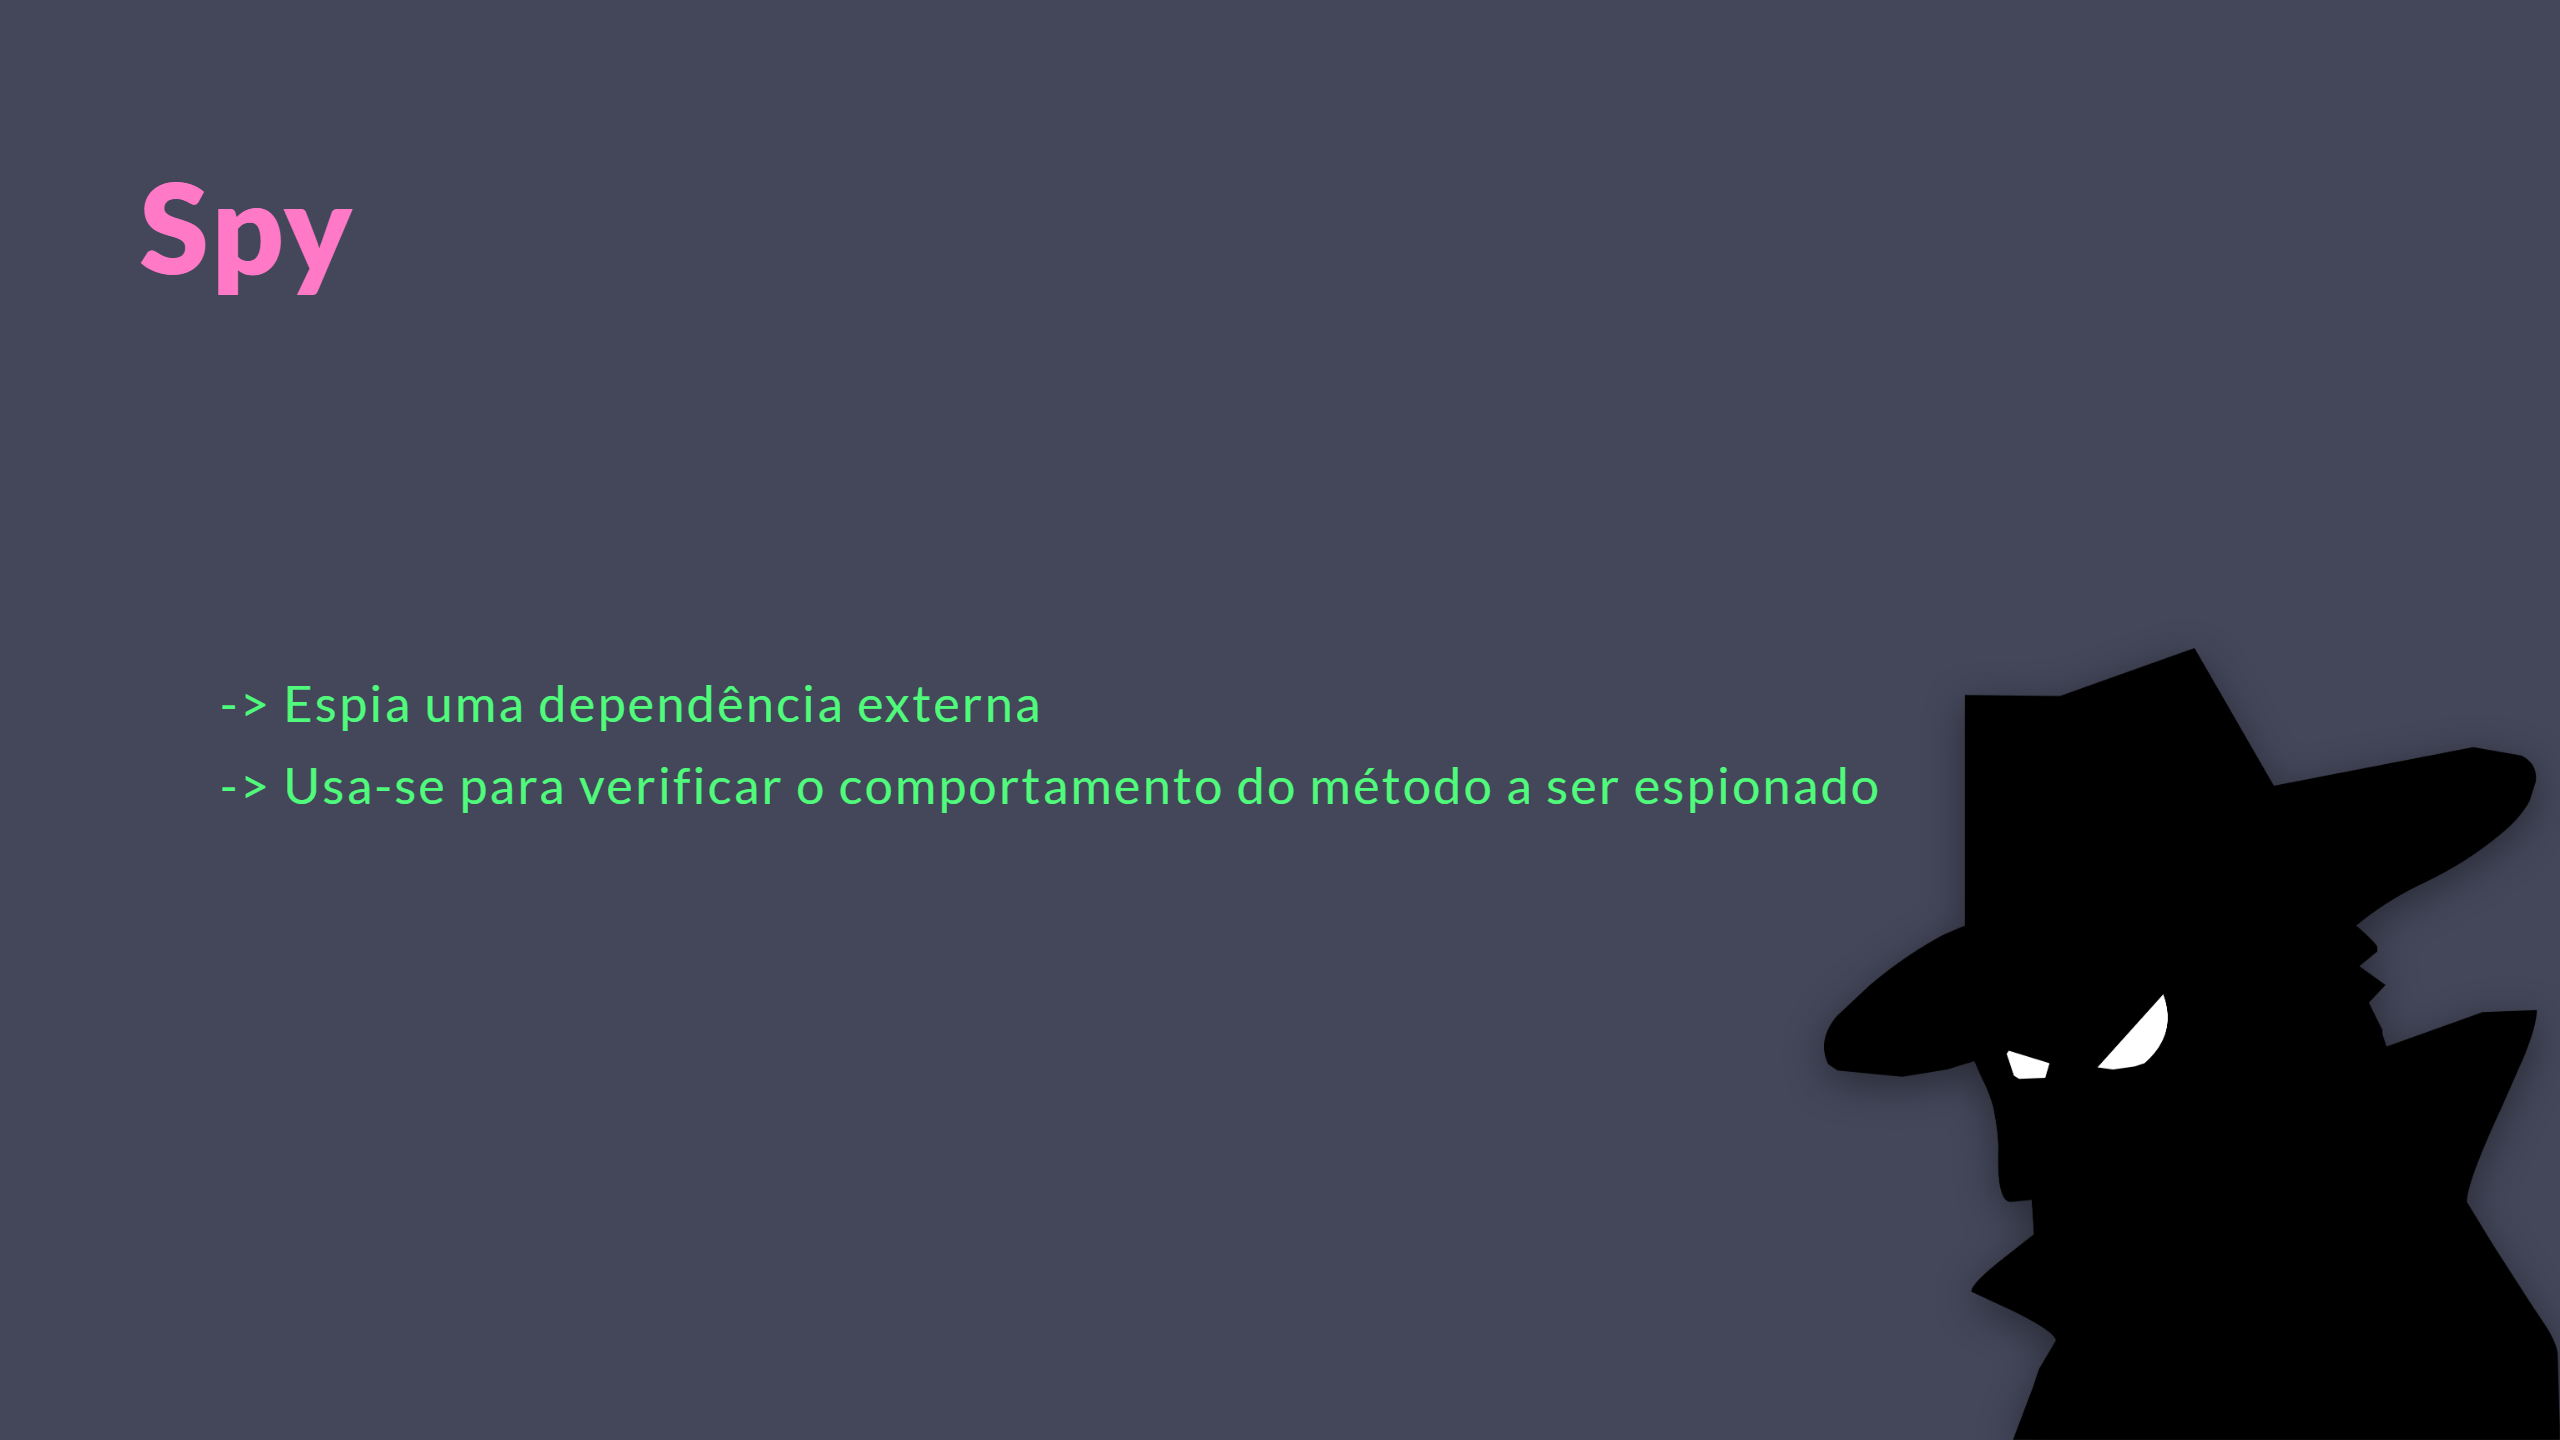 Spy
-> Espia uma dependência externa
-> Usa-se para verificar o comportamento do método a ser espionado